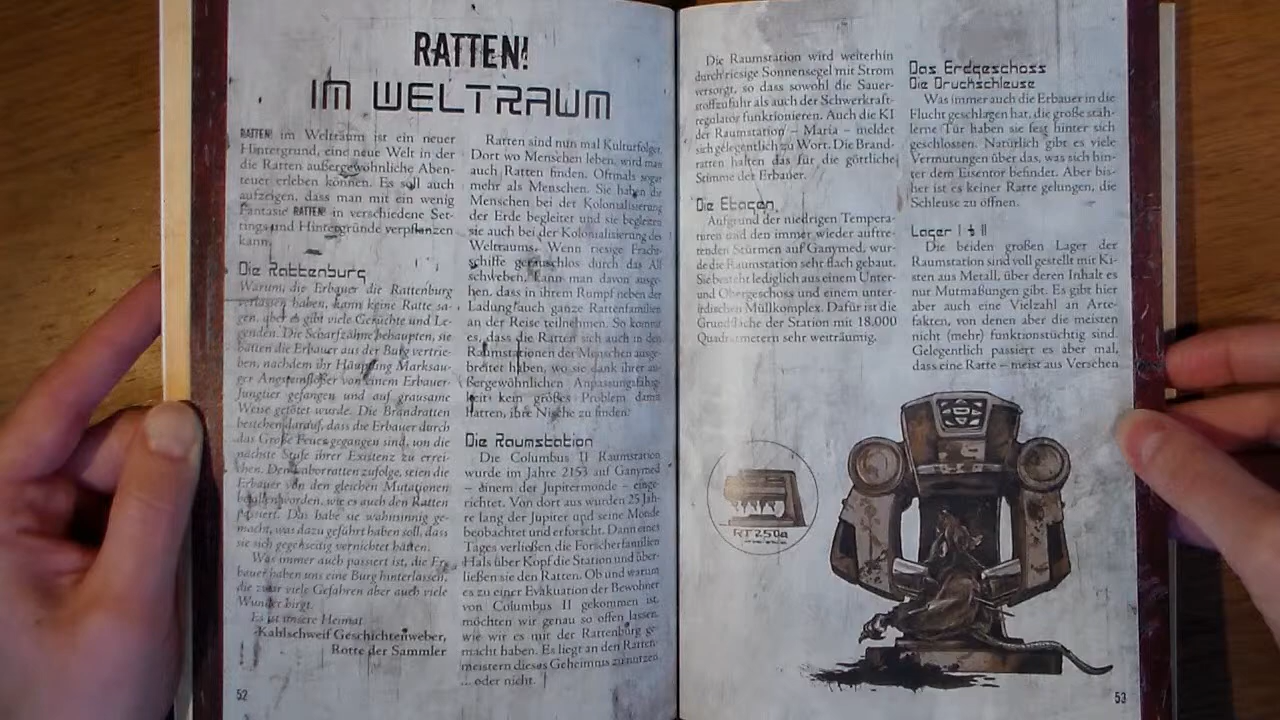 RATTEN!
IM WELTRAUM
RATTEN! im Weltraum ist ein neuer
Hintergrund, eine neue Welt in der
die Ratten außergewöhnliche Aben-
teuer erleben können. Es soll auch
aufzeigen, dass man mit ein wenig
Fantasie RATTEN! in verschiedene Set-
tings und Hintergründe verpflanzen
kann.
Die Rattenburg
Warum, die Erbauer die Rattenburg
verlassen haben, kann keine Ratte sa-
gen, aber es gibt viele Gerüchte und Le-
genden. Die Scharfzähne behaupten, sie
hätten die Erbauer aus der Burg vertrie-
ben, nachdem ihr Häuptling Marksau-
ger Angsteinflößer von einem Erbauer-
Jungtier gefangen und auf grausame
Weise getötet wurde. Die Brandratten
bestehen darauf, dass die Erbauer durch
das Große Feuer gegangen sind, um die
nächste Stufe ihrer Existenz zu errei-
chen. Den Laborratten zufolge, seien die
Erbauer von den gleichen Mutationen
befallen worden, wie es auch den Ratten
passiert. Das habe sie wahnsinnig ge-
macht, was dazu geführt haben soll, dass
sie sich gegenseitig vernichtet hätten.
Was immer auch passiert ist, die Er-
bauer haben uns eine Burg hinterlassen,
die zwar viele Gefahren aber auch viele
Wunder birgt.
Es ist unsere Heimat
Kahlschweif Geschichtenweber,
Rotte der Sammler
52
Ratten sind nun mal Kulturfolger.
Dort wo Menschen leben, wird man
auch Ratten finden. Oftmals sogar
mehr als Menschen. Sie haben die
Menschen bei der Kolonialisierung
der Erde begleitet und sie begleiten
sie auch bei der Kolonialisierung des
Weltraums. Wenn riesige Fracht-
schiffe geräuschlos durch das All
schweben, kann man davon ausge-
hen, dass in ihrem Rumpf neben der
Ladung auch ganze Rattenfamilien
an der Reise teilnehmen. So kommt
es, dass die Ratten sich auch in den
Raumstationen der Menschen ausge-
breitet haben, wo sie dank ihrer au-
ßergewöhnlichen Anpassungsfähig-
keit kein großes Problem damit
hatten, ihre Nische zu finden.
Die Raumstation
Die Columbus II Raumstation
wurde im Jahre 2153 auf Ganymed
– einem der Jupitermonde – einge-
richtet. Von dort aus wurden 25 Jah-
re lang der Jupiter und seine Monde
beobachtet und erforscht. Dann eines
Tages verließen die Forscherfamilien
Hals über Kopf die Station und über-
ließen sie den Ratten. Ob und warum
es zu einer Evakuation der Bewohner
von Columbus II gekommen ist,
möchten wir genau so offen lassen,
wie wir es mit der Rattenburg ge-
macht haben. Es liegt an den Ratten-
meistern dieses Geheimnis zu nutzen
... oder nicht.
Die Raumstation wird weiterhin
durch riesige Sonnensegel mit Strom
versorgt, so dass sowohl die Sauer-
stoffzufuhr als auch der Schwerkraft-
regulator funktionieren. Auch die KI
der Raumstation – Maria – meldet
sich gelegentlich zu Wort. Die Brand-
ratten halten das für die göttliche
Stimme der Erbauer.
Die Etagen
Aufgrund der niedrigen Tempera-
turen und den immer wieder auftre-
tenden Stürmen auf Ganymed, wur-
de die Raumstation sehr flach gebaut.
Sie besteht lediglich aus einem Unter-
und Obergeschoss und einem unter-
irdischen Müllkomplex. Dafür ist die
Grundfläche der Station mit 18.000
Quadratmetern sehr weiträumig.
Das Erdgeschoss
Die Druckschleuse
Was immer auch die Erbauer in die
Flucht geschlagen hat, die große stäh-
lerne Tür haben sie fest hinter sich
geschlossen. Natürlich gibt es viele
Vermutungen über das, was sich hin-
ter dem Eisentor befindet. Aber bis-
her ist es keiner Ratte gelungen, die
Schleuse zu öffnen.
Lager I & II
Die beiden großen Lager der
Raumstation sind voll gestellt mit Ki-
sten aus Metall, über deren Inhalt es
nur Mutmaßungen gibt. Es gibt hier
aber auch eine Vielzahl an Arte-
fakten, von denen aber die meisten
nicht (mehr) funktionstüchtig sind.
Gelegentlich passiert es aber mal,
dass eine Ratte – meist aus Versehen
RT250a
53